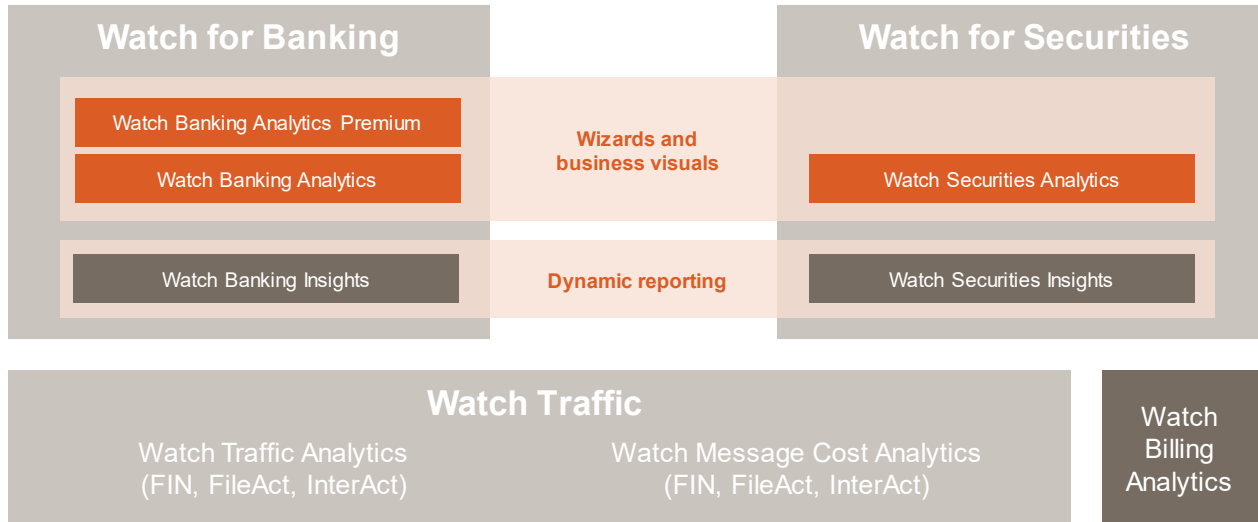 Watch for Banking
Watch for Securities
Watch Banking Analytics Premium
Watch Banking Analytics
Wizards and
business visuals
Watch Securities Analytics
Watch Banking Insights
Dynamic reporting
Watch Securities Insights
Watch Traffic
Watch Traffic Analytics
(FIN, FileAct, InterAct)
Watch Message Cost Analytics
(FIN, FileAct, InterAct)
Watch
Billing
Analytics